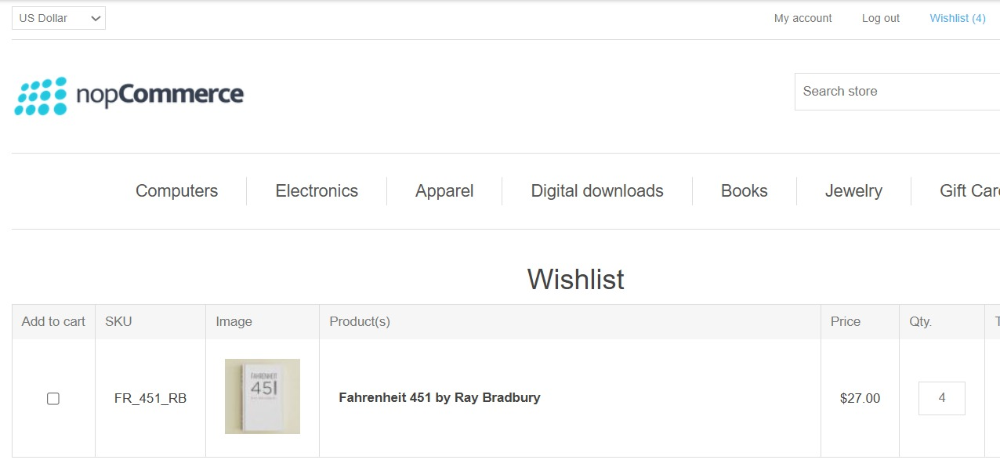 US Dollar
My account Log out Wishlist (4)
nopCommerce
Search store
Computers Electronics Apparel Digital downloads Books Jewelry Gift
Wishlist
Add to cart SKU Image Product(s) Price Qty.
FAHRENHEIT
451
FR_451_RB Fahrenheit 451 by Ray Bradbury $27.00 4